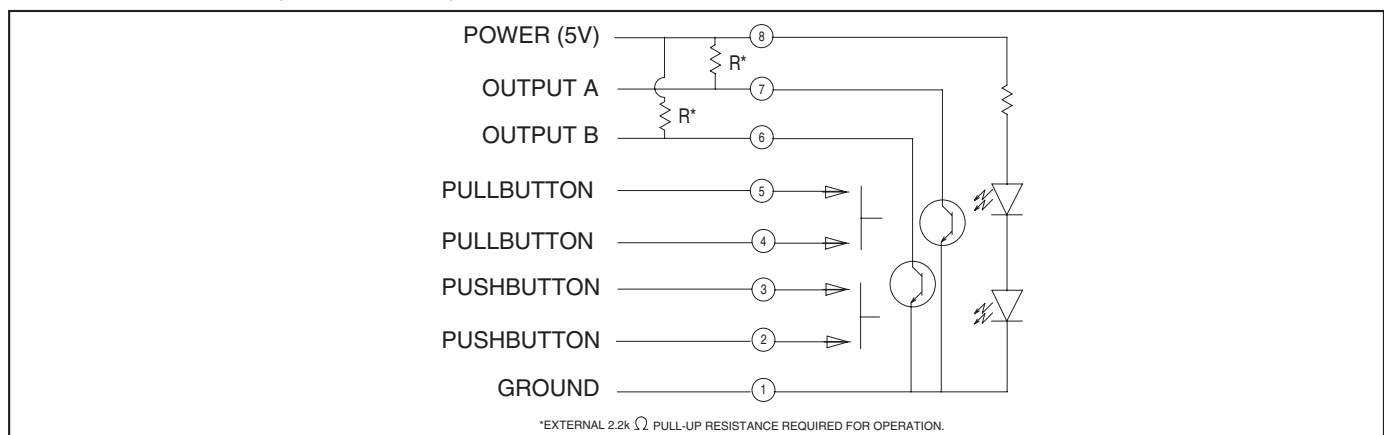 POWER (5V) 8
R*
OUTPUT A 7
R*
OUTPUT B 6
PULLBUTTON 5
PULLBUTTON 4
PUSHBUTTON 3
PUSHBUTTON 2
GROUND 1
*EXTERNAL 2.2k Ω PULL-UP RESISTANCE REQUIRED FOR OPERATION.